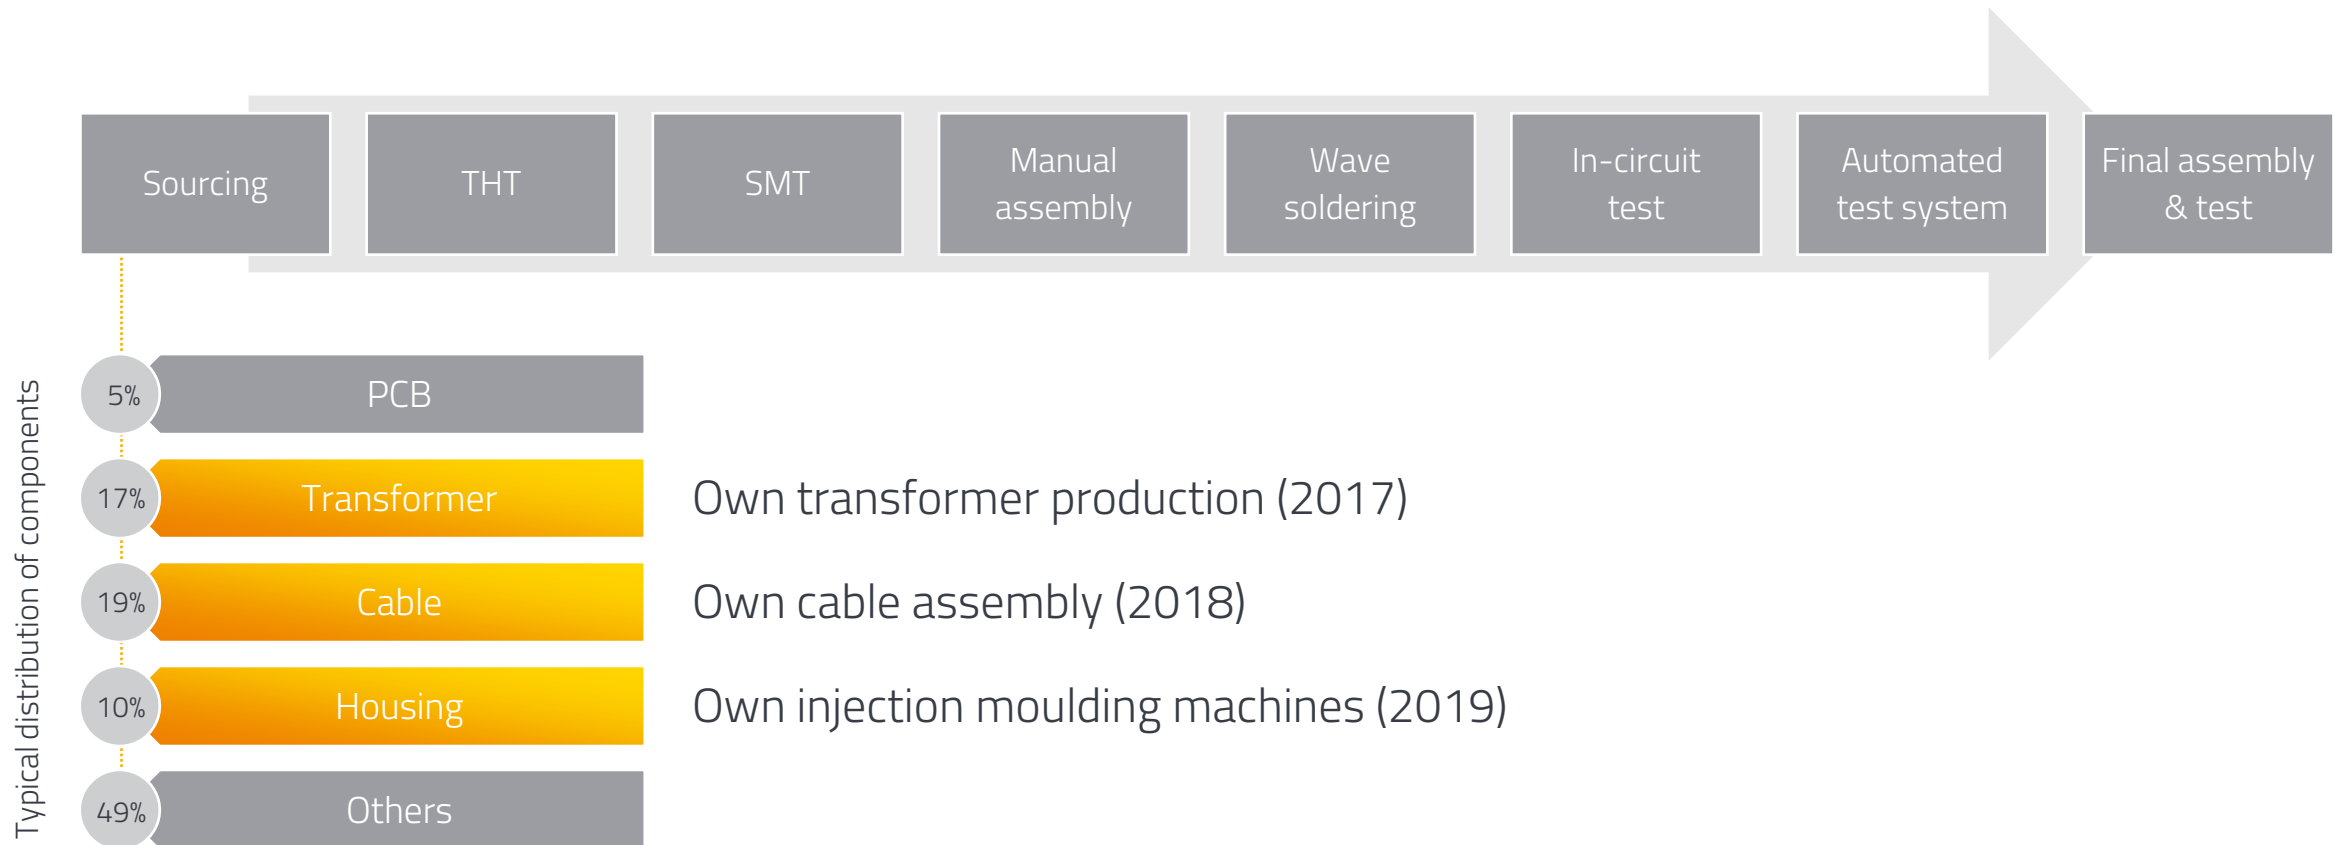 Sourcing
THT
SMT
Manual
assembly
Wave
soldering
In-circuit
test
Automated
test system
Final assembly
& test
Typical distribution of components
5%
PCB
17%
Transformer
Own transformer production (2017)
19%
Cable
Own cable assembly (2018)
10%
Housing
Own injection moulding machines (2019)
49%
Others